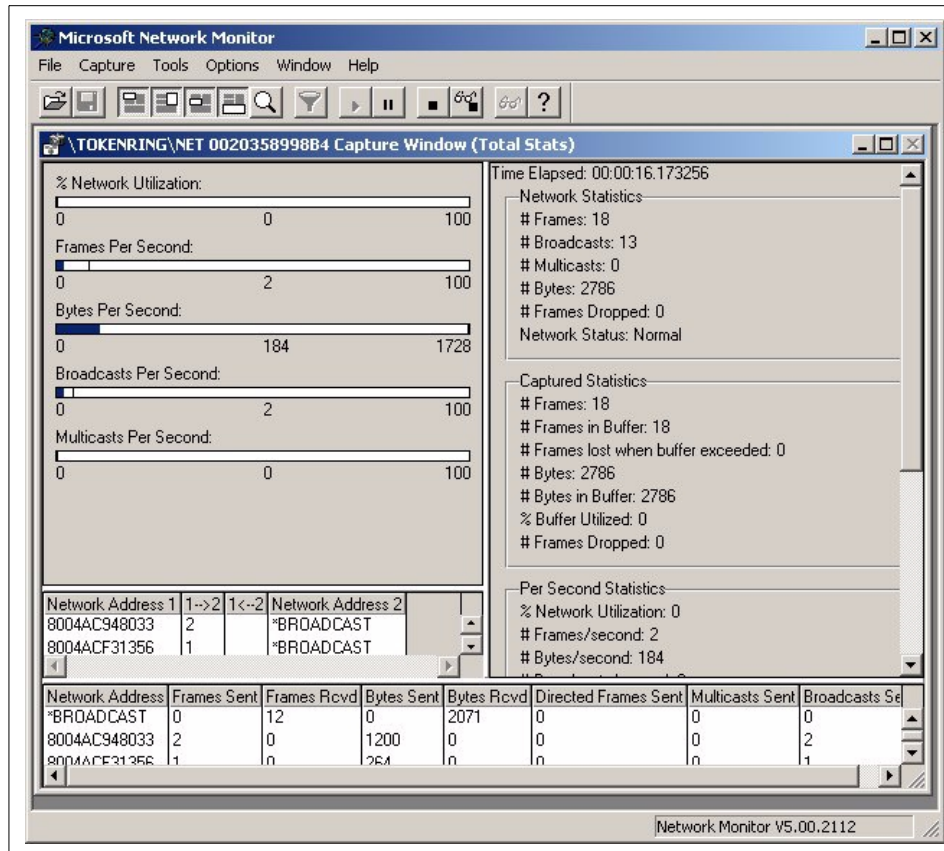 Microsoft Network Monitor
File Capture Tools Options Window Help
\TOKENRING\NET 0020358998B4 Capture Window (Total Stats)
% Network Utilization:
0 0 100
Frames Per Second:
0 2 100
Bytes Per Second:
0 184 1728
Broadcasts Per Second:
0 2 100
Multicasts Per Second:
0 0 100
Time Elapsed: 00:00:16.173256
Network Statistics
# Frames: 18
# Broadcasts: 13
# Multicasts: 0
# Bytes: 2786
# Frames Dropped: 0
Network Status: Normal
Captured Statistics
# Frames: 18
# Frames in Buffer: 18
# Frames lost when buffer exceeded: 0
# Bytes: 2786
# Bytes in Buffer: 2786
% Buffer Utilized: 0
# Frames Dropped: 0
Per Second Statistics
% Network Utilization: 0
# Frames/second: 2
# Bytes/second: 184
Network Address 1 1-->2 1<--2 Network Address 2
8004AC948033 2 *BROADCAST
8004ACF31356 1 *BROADCAST
Network Address Frames Sent Frames Rcvd Bytes Sent Bytes Rcvd Directed Frames Sent Multicasts Sent Broadcasts Se
*BROADCAST 0 12 0 2071 0 0 0
8004AC948033 2 0 1200 0 0 0 2
8004ACF31356 1 0 264 0 0 0 1
Network Monitor V5.00.2112